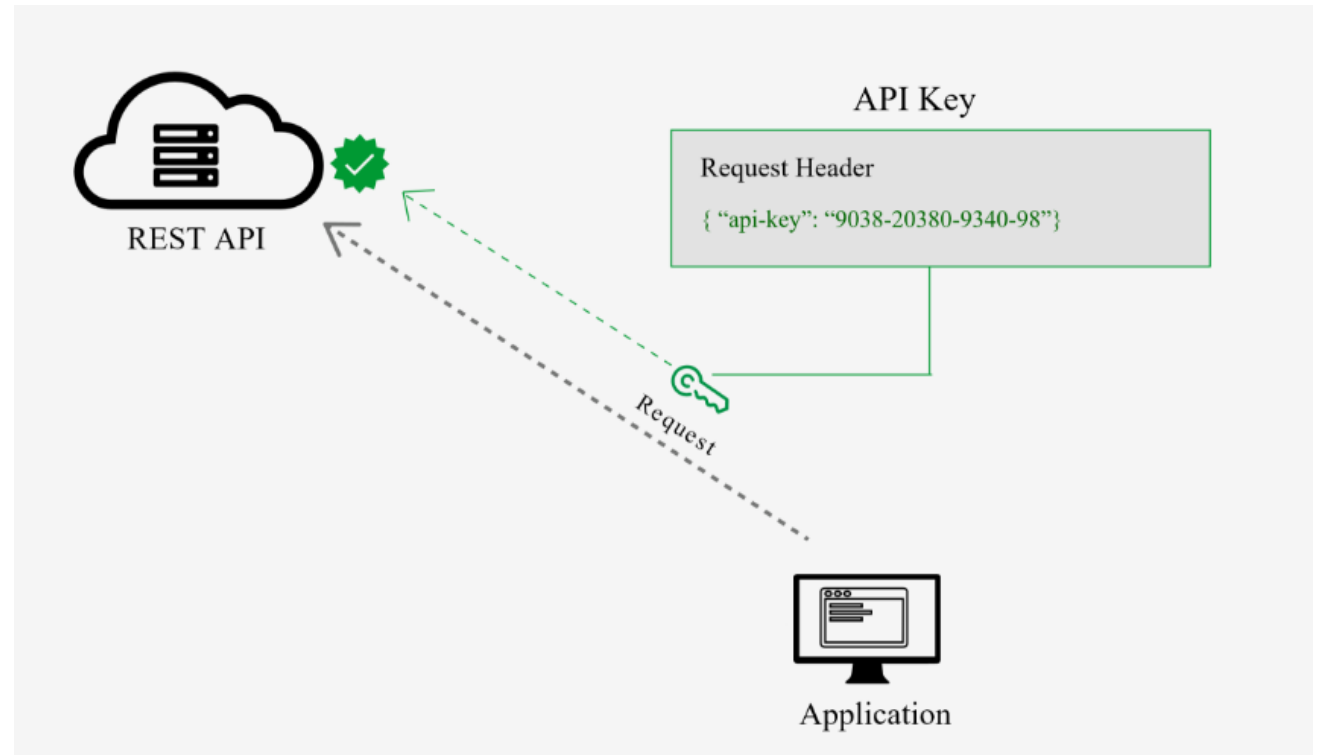 API Key
Request Header
{ “api-key”: “9038-20380-9340-98”}
REST API
Request
Application